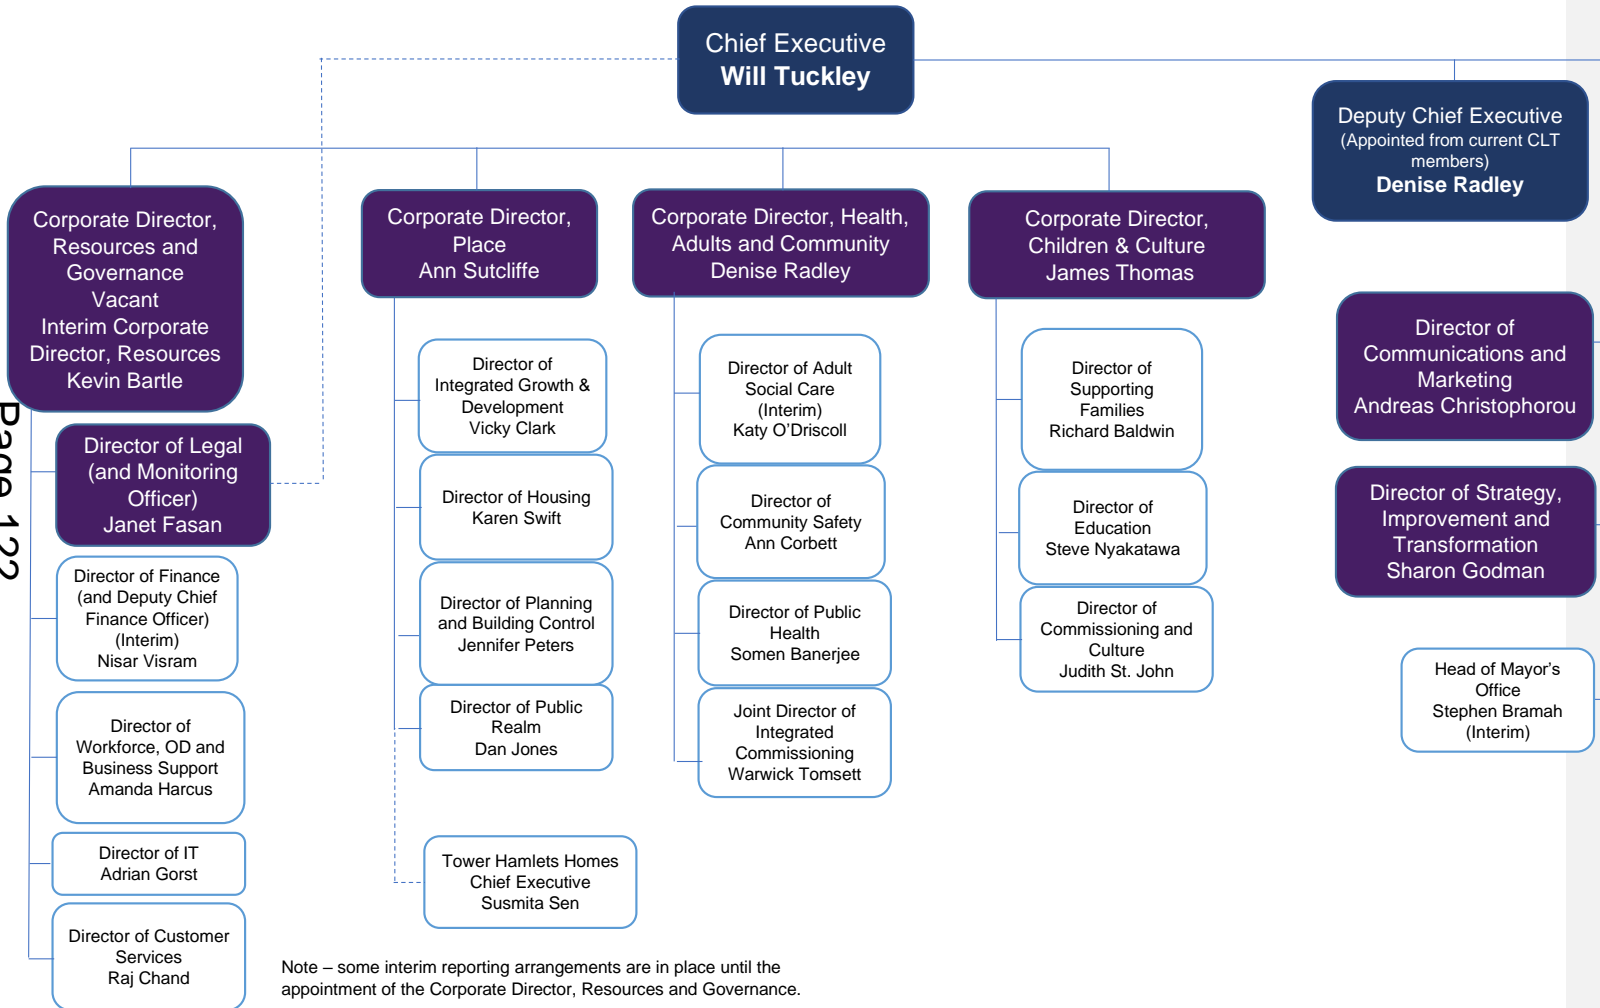 Chief Executive
Will Tuckley
Deputy Chief Executive
(Appointed from current CLT
members)
Denise Radley
Corporate Director,
Resources and
Governance
Vacant
Interim Corporate
Director, Resources
Kevin Bartle
Corporate Director,
Place
Ann Sutcliffe
Corporate Director, Health,
Adults and Community
Denise Radley
Corporate Director,
Children & Culture
James Thomas
Director of Legal
(and Monitoring
Officer)
Janet Fasan
Director of Finance
(and Deputy Chief
Finance Officer)
(Interim)
Nisar Visram
Director of
Workforce, OD and
Business Support
Amanda Harcus
Director of IT
Adrian Gorst
Director of Customer
Services
Raj Chand
Director of
Integrated Growth &
Development
Vicky Clark
Director of Housing
Karen Swift
Director of Planning
and Building Control
Jennifer Peters
Director of Public
Realm
Dan Jones
Tower Hamlets Homes
Chief Executive
Susmita Sen
Director of Adult
Social Care
(Interim)
Katy O'Driscoll
Director of
Community Safety
Ann Corbett
Director of Public
Health
Somen Banerjee
Joint Director of
Integrated
Commissioning
Warwick Tomsett
Director of
Supporting
Families
Richard Baldwin
Director of
Education
Steve Nyakatawa
Director of
Commissioning and
Culture
Judith St. John
Director of
Communications and
Marketing
Andreas Christophorou
Director of Strategy,
Improvement and
Transformation
Sharon Godman
Head of Mayor's
Office
Stephen Bramah
(Interim)
Note – some interim reporting arrangements are in place until the
appointment of the Corporate Director, Resources and Governance.
Page 122